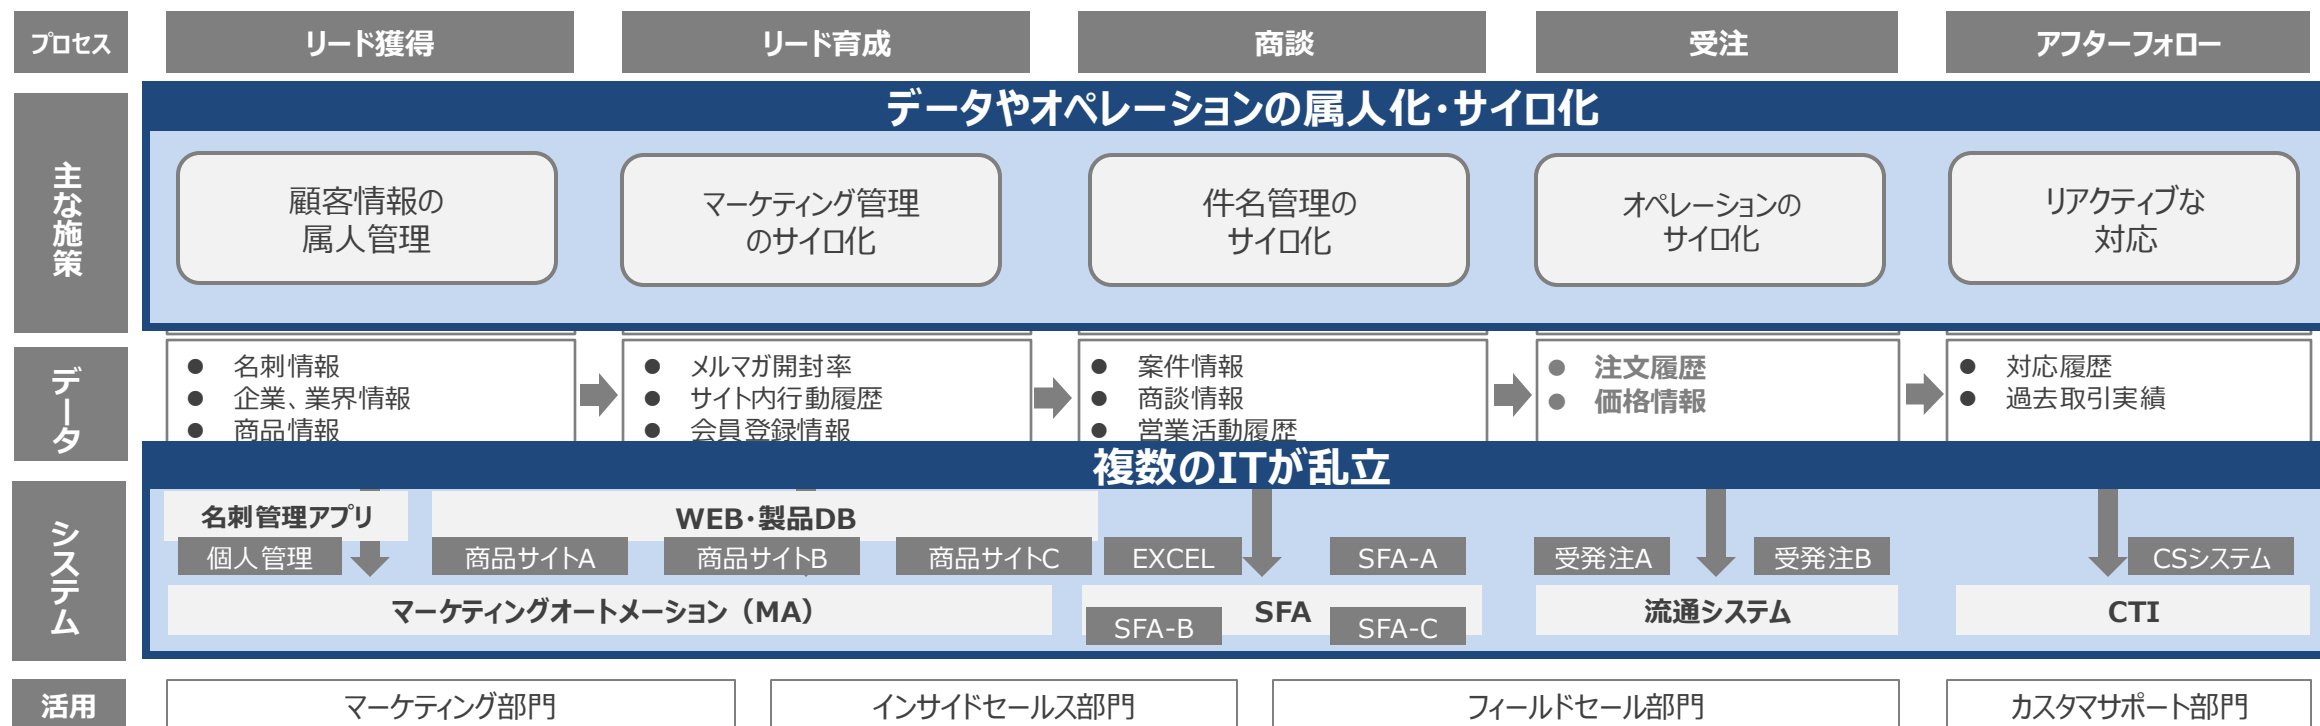 プロセス
リード獲得
リード育成
商談
受注
アフターフォロー
主な施策
データやオペレーションの属人化・サイロ化
顧客情報の
属人管理
マーケティング管理
のサイロ化
件名管理の
サイロ化
オペレーションの
サイロ化
リアクティブな
対応
データ
● 名刺情報
● 企業、業界情報
● 商品情報
● メルマガ開封率
● サイト内行動履歴
● 会員登録情報
● 案件情報
● 商談情報
● 営業活動履歴
● 注文履歴
● 価格情報
● 対応履歴
● 過去取引実績
複数のITが乱立
システム
名刺管理アプリ
WEB・製品DB
個人管理
商品サイトA
商品サイトB
商品サイトC
EXCEL
SFA-A
受発注A
受発注B
CSシステム
マーケティングオートメーション（MA）
SFA
流通システム
CTI
SFA-B
SFA-C
活用
マーケティング部門
インサイドセールス部門
フィールドセール部門
カスタマサポート部門